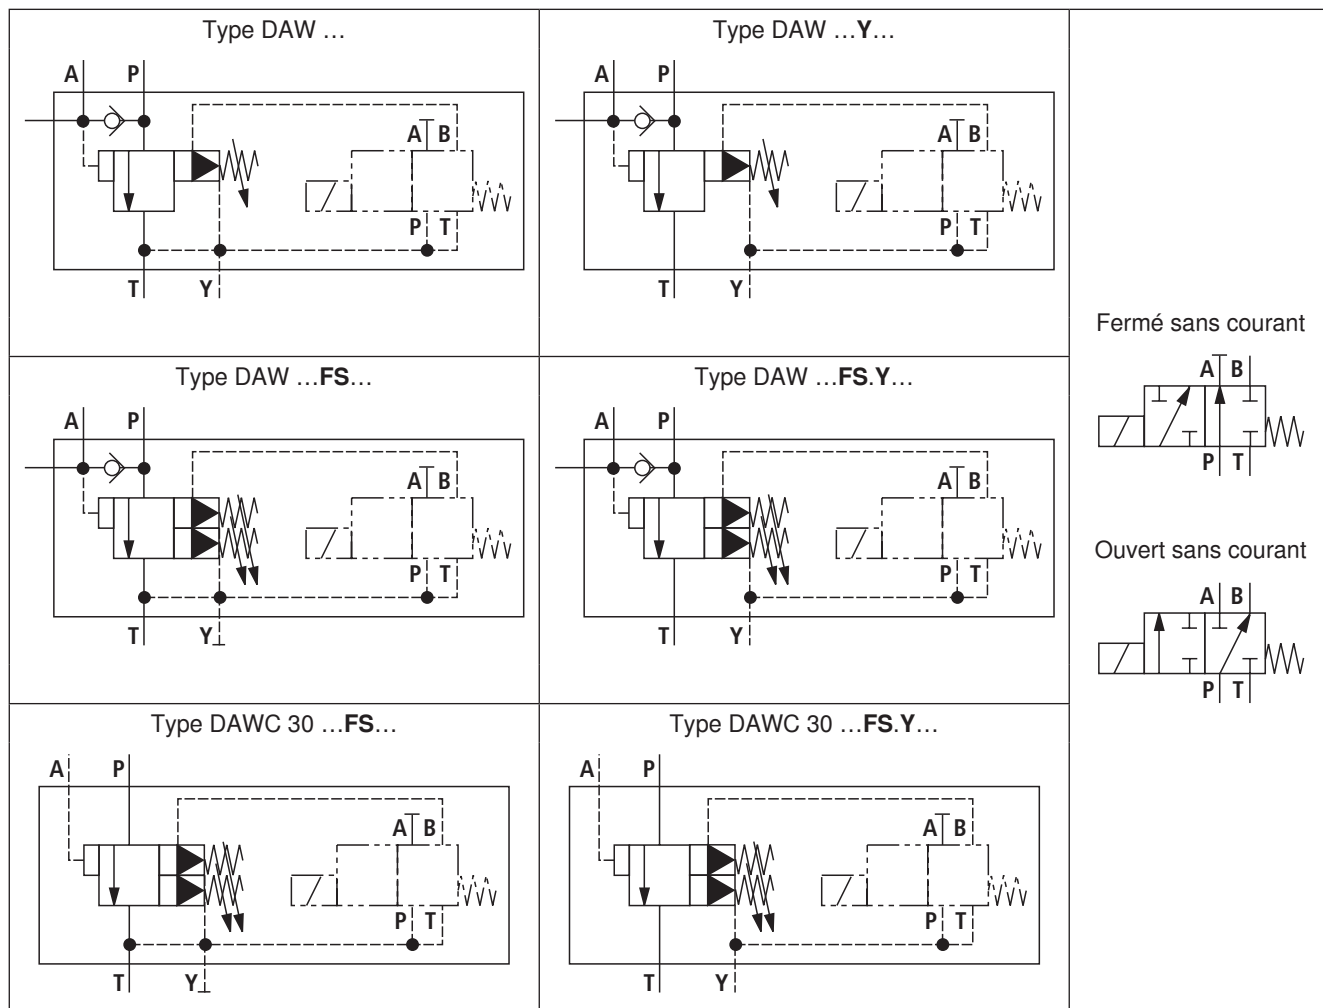 Type DAW …
A P
A B
P T
T Y
Type DAW …Y…
A P
A B
P T
T Y
Type DAW …FS…
A P
A B
P T
T Y
Type DAW …FS.Y…
A P
A B
P T
T Y
Type DAWC 30 …FS…
A P
A B
P T
T Y
Type DAWC 30 …FS.Y…
A P
A B
P T
T Y
Fermé sans courant
A B
P T
Ouvert sans courant
A B
P T